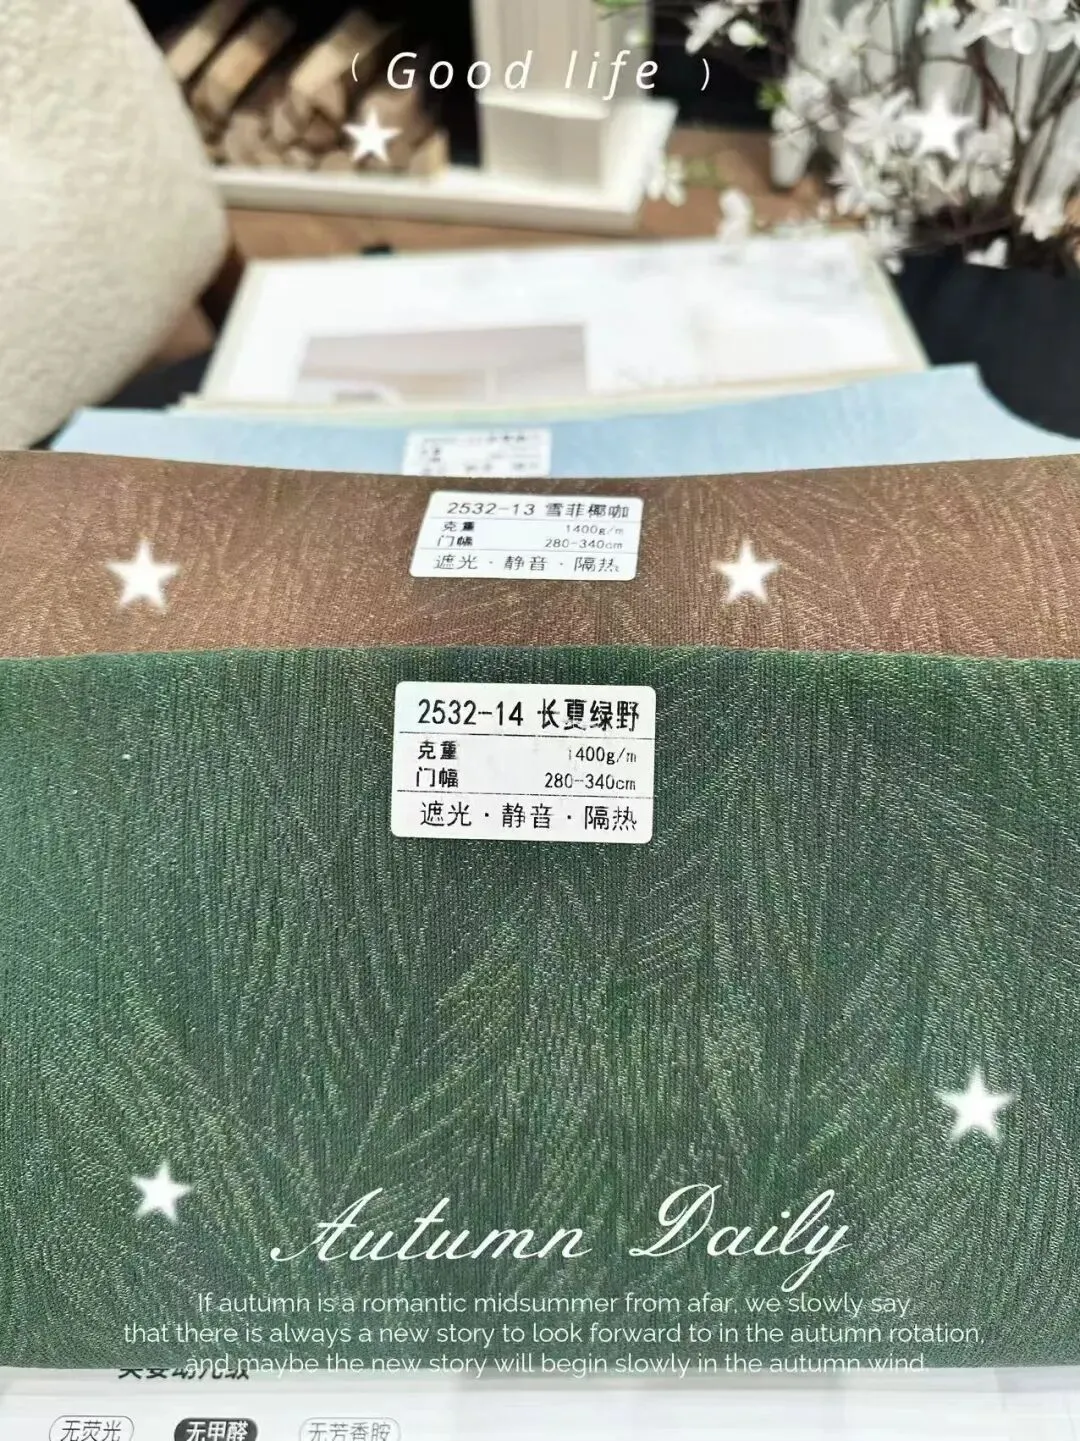 ( Good life )
2532-13 雪菲椰咖
克重 1400g/m
门幅 280-340cm
遮光·静音·隔热
2532-14 长夏绿野
克重 1400g/m
门幅 280-340cm
遮光·静音·隔热
Autumn Daily
If autumn is a romantic midsummer from afar, we slowly say
that there is always a new story to look forward to in the autumn rotation,
and maybe the new story will begin slowly in the autumn wind.
无荧光 无甲醛 无芳香胺